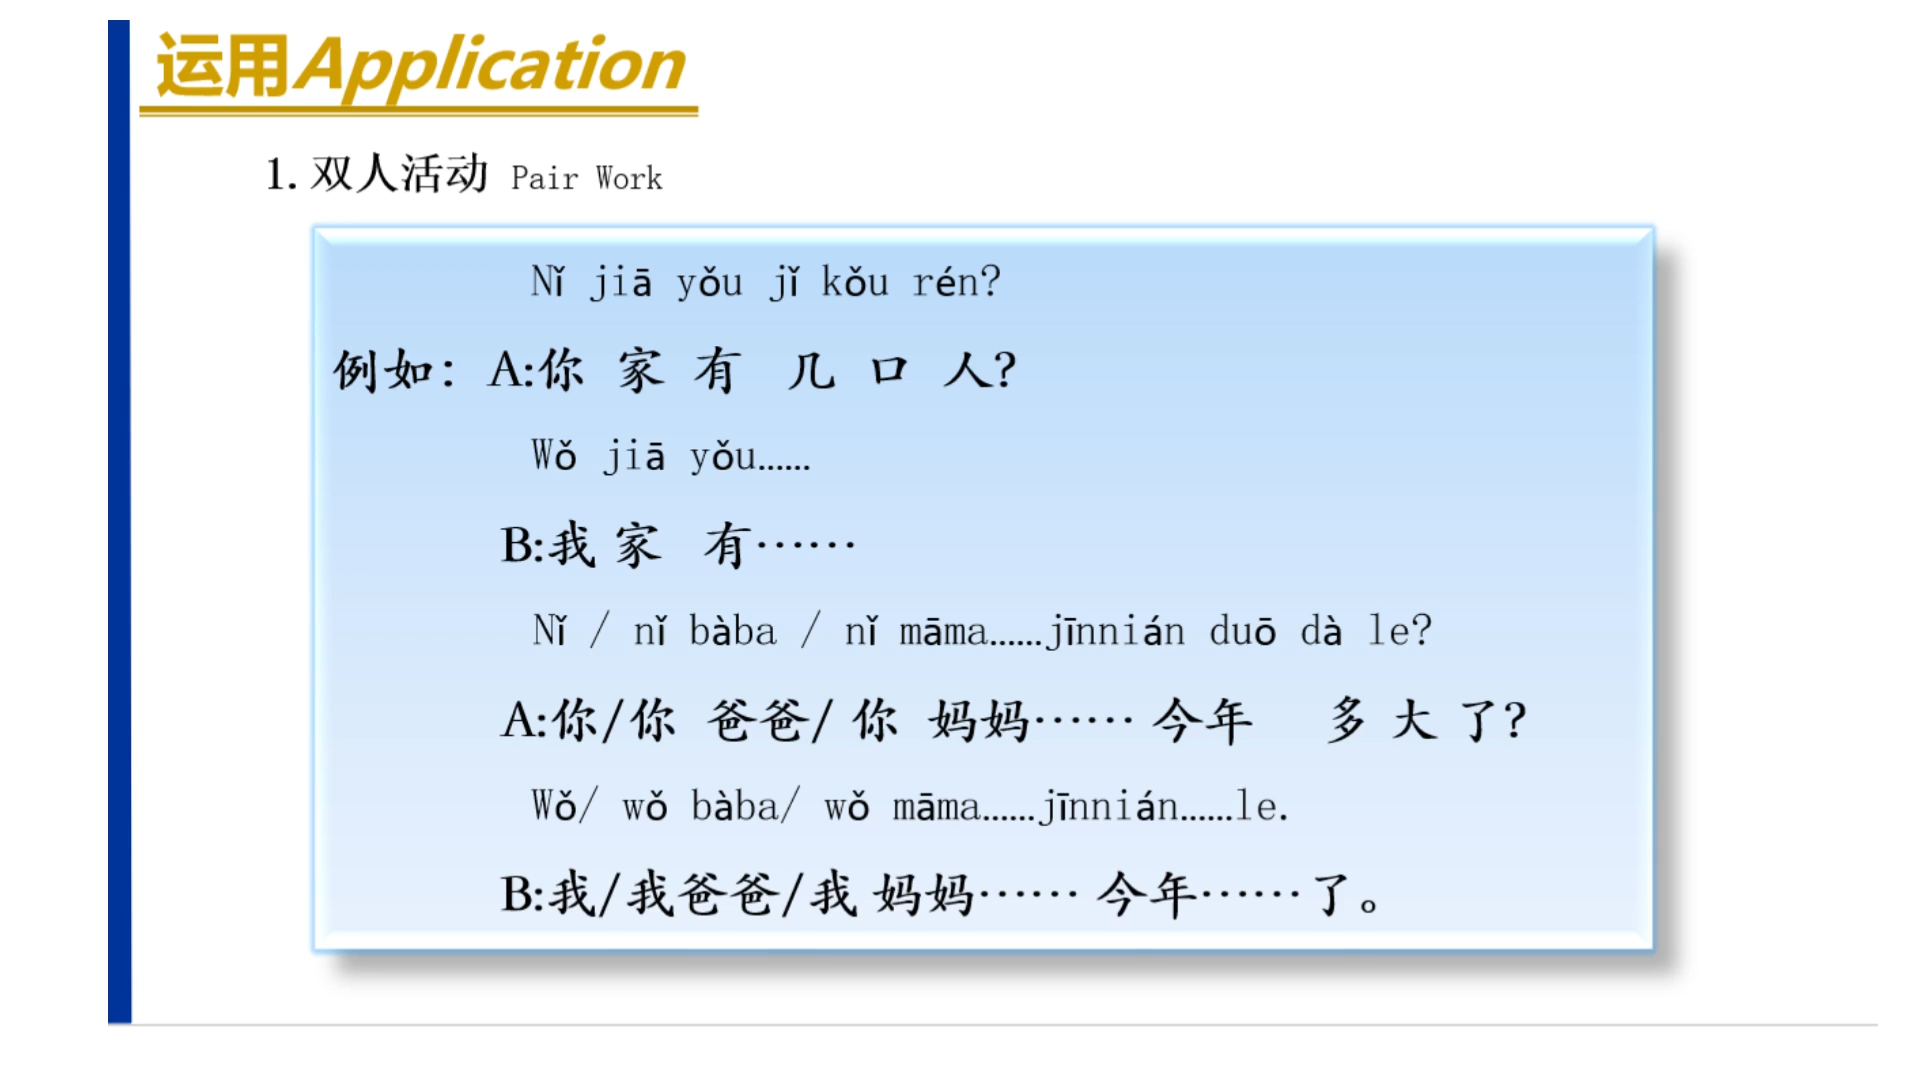 运用Application
1.双人活动 Pair Work
Nǐ jiā yǒu jǐ kǒu rén?
例如：A:你 家 有 几 口 人?
Wǒ jiā yǒu……
B:我 家 有……
Nǐ / nǐ bàba / nǐ māma……jīnnián duō dà le?
A:你/你 爸爸/ 你 妈妈…… 今年 多 大 了?
Wǒ/ wǒ bàba/ wǒ māma……jīnnián……le.
B:我/我爸爸/我 妈妈…… 今年……了。